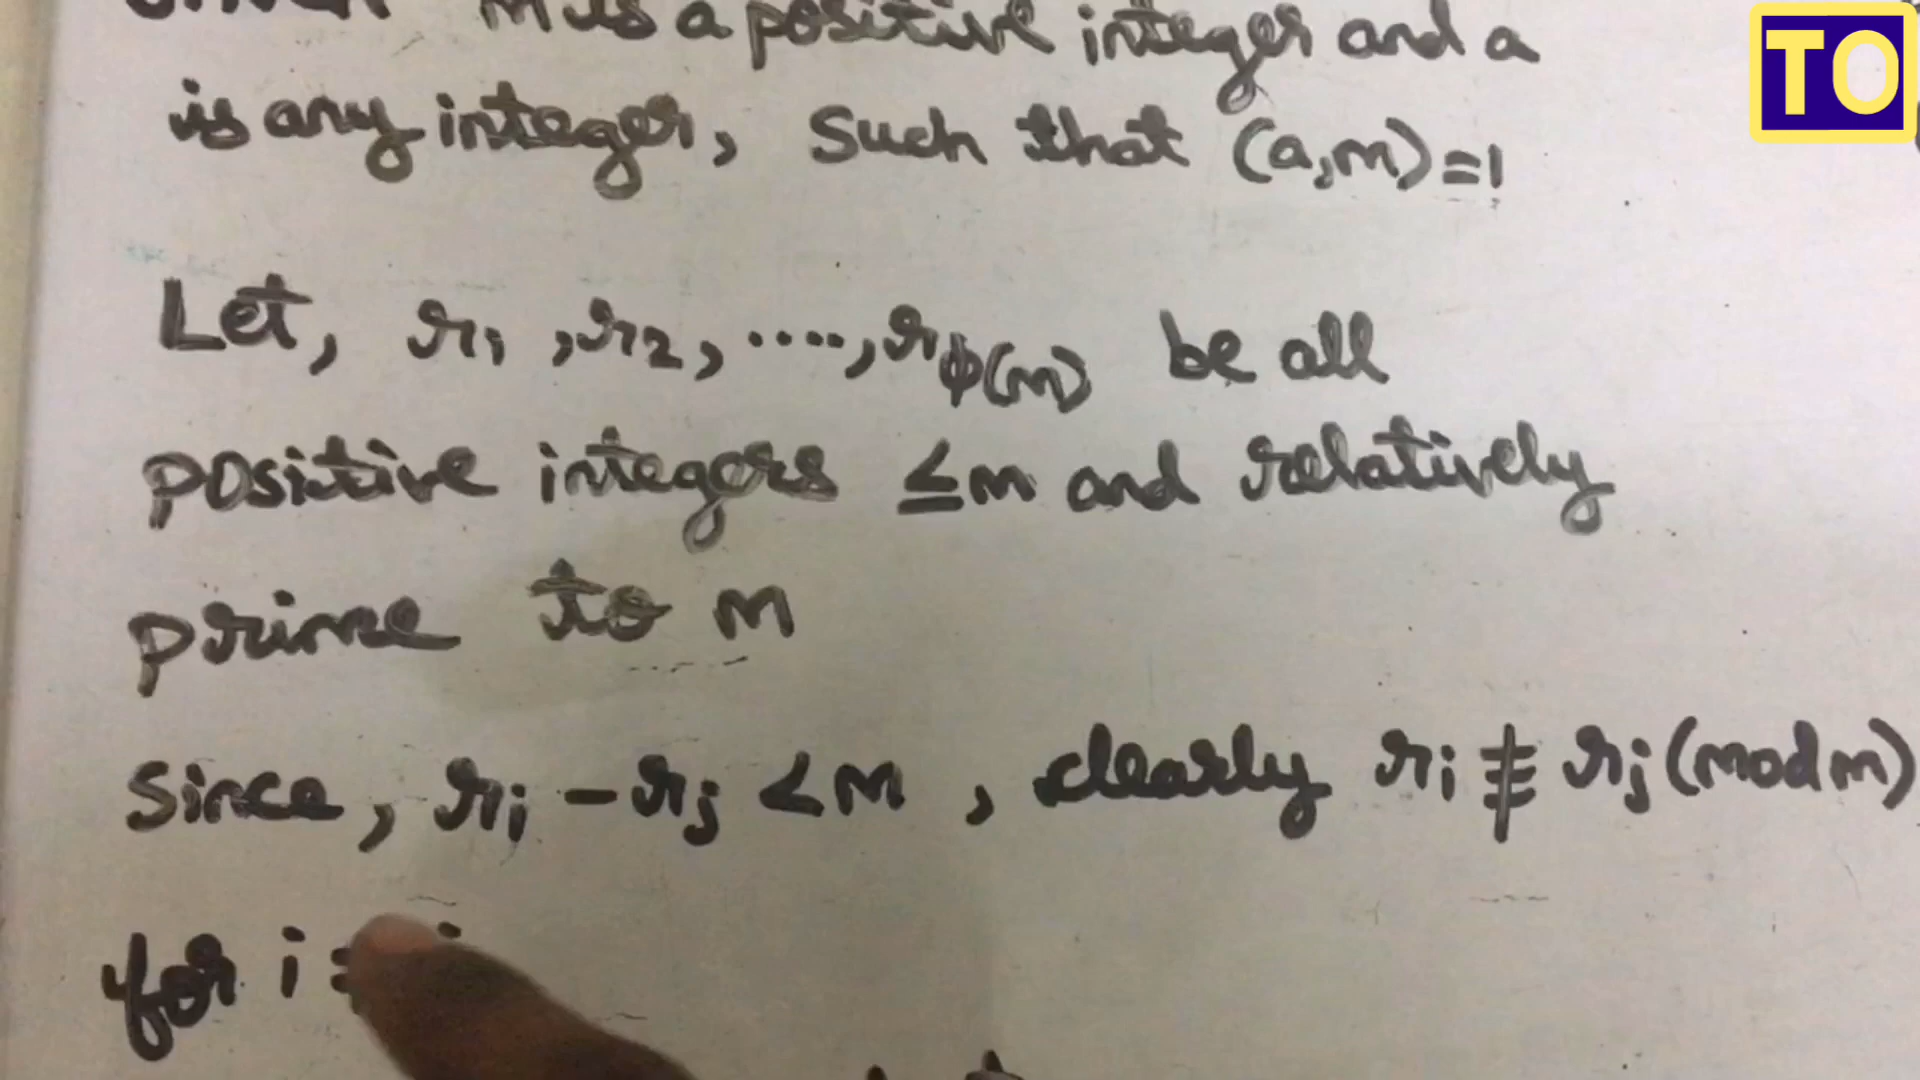 m is a positive integer and a
is any integer, Such that (a,m)=1
TO
Let, r₁, r₂, ...., rϕ(m) be all
positive integers ≤m and relatively
prime to m
Since, rᵢ - rⱼ < m, clearly rᵢ ≢ rⱼ (mod m)
for i